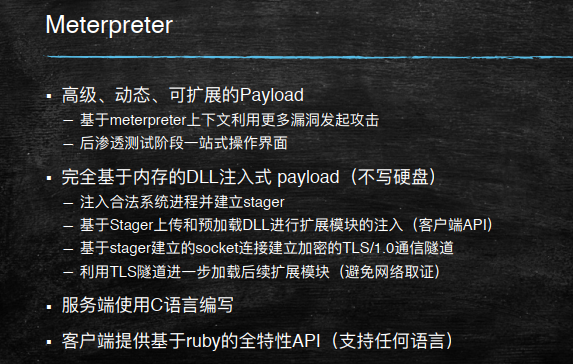 Meterpreter
▪ 高级、动态、可扩展的Payload
– 基于meterpreter上下文利用更多漏洞发起攻击
– 后渗透测试阶段一站式操作界面
▪ 完全基于内存的DLL注入式 payload（不写硬盘）
– 注入合法系统进程并建立stager
– 基于Stager上传和预加载DLL进行扩展模块的注入（客户端API）
– 基于stager建立的socket连接建立加密的TLS/1.0通信隧道
– 利用TLS隧道进一步加载后续扩展模块（避免网络取证）
▪ 服务端使用C语言编写
▪ 客户端提供基于ruby的全特性API（支持任何语言）